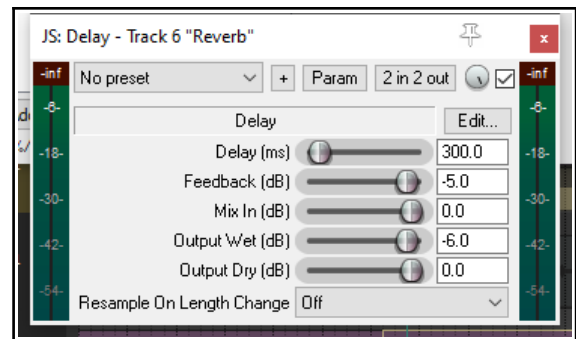 JS: Delay - Track 6 "Reverb"
x
-inf No preset + Param 2 in 2 out -inf
-6- Delay Edit... -6-
-18- Delay (ms) 300.0 -18-
Feedback (dB) -5.0
-30- Mix In (dB) 0.0 -30-
-42- Output Wet (dB) -6.0 -42-
Output Dry (dB) 0.0
-54- Resample On Length Change Off -54-